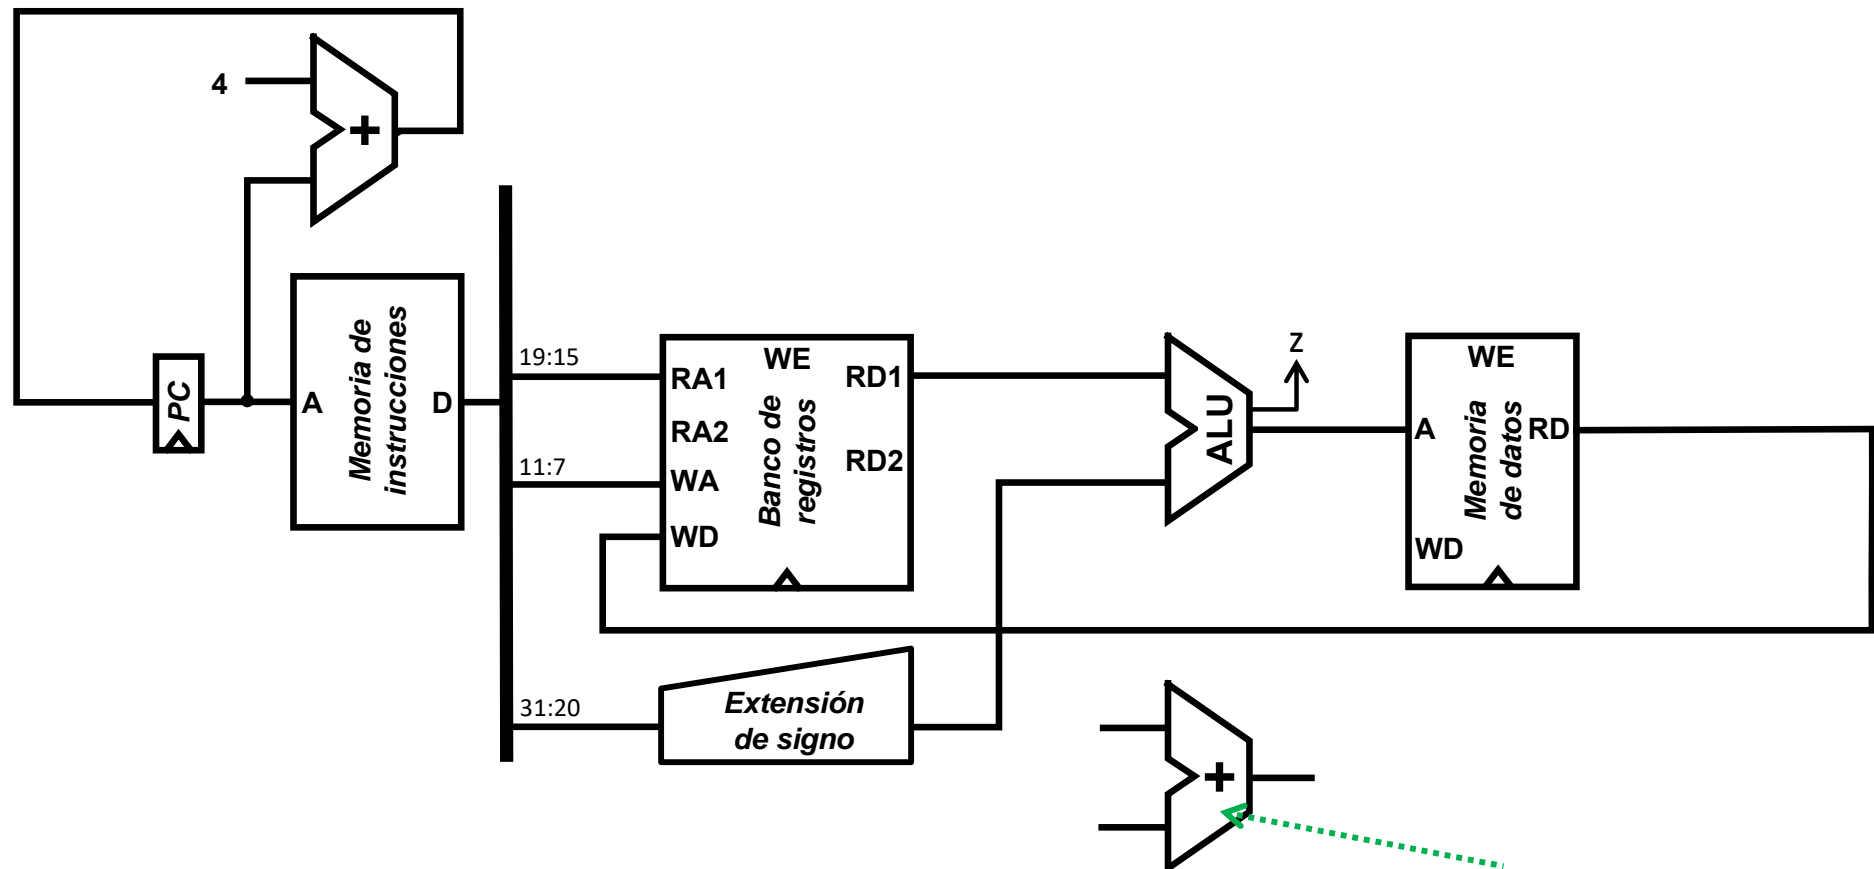 4
+
PC
A
Memoria de
instrucciones
D
19:15
11:7
31:20
RA1
RA2
WA
WD
WE
Banco de
registros
RD1
RD2
Extensión
de signo
ALU
Z
WE
A
Memoria
de datos
RD
WD
+